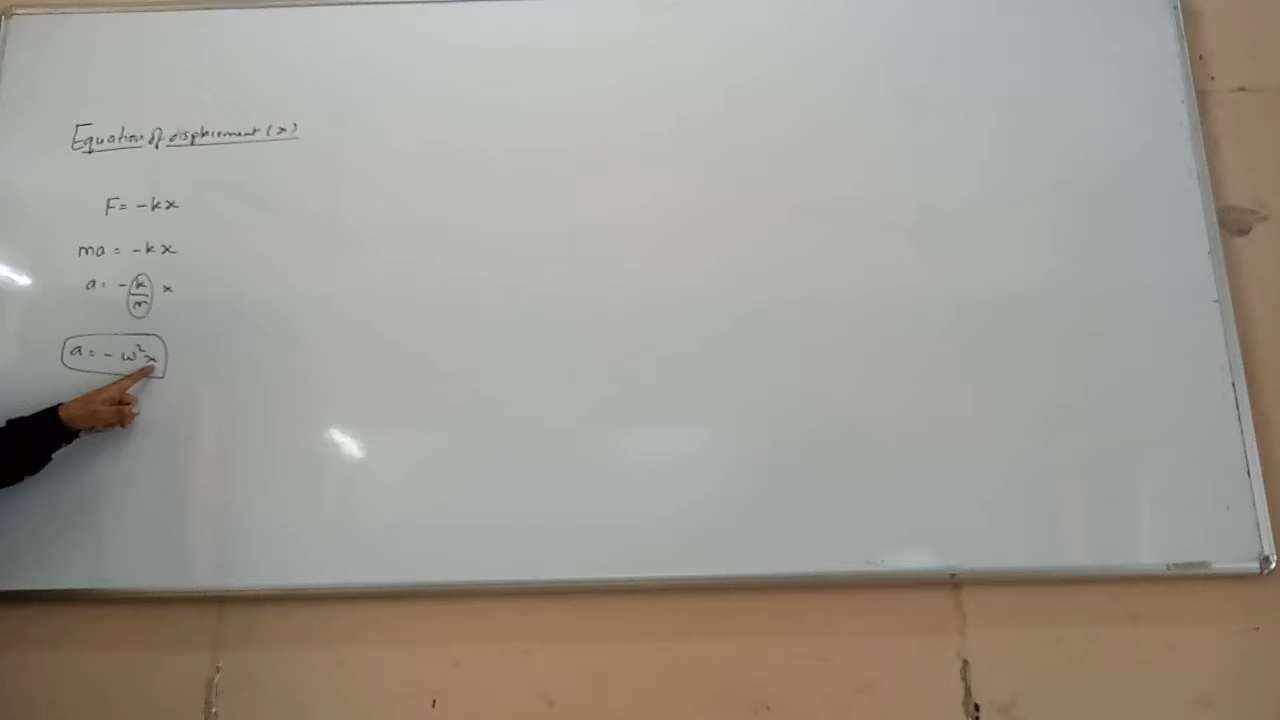 Equation of displacement (x)
F = -kx
ma = -kx
a = -k/m x
a = - ω²x